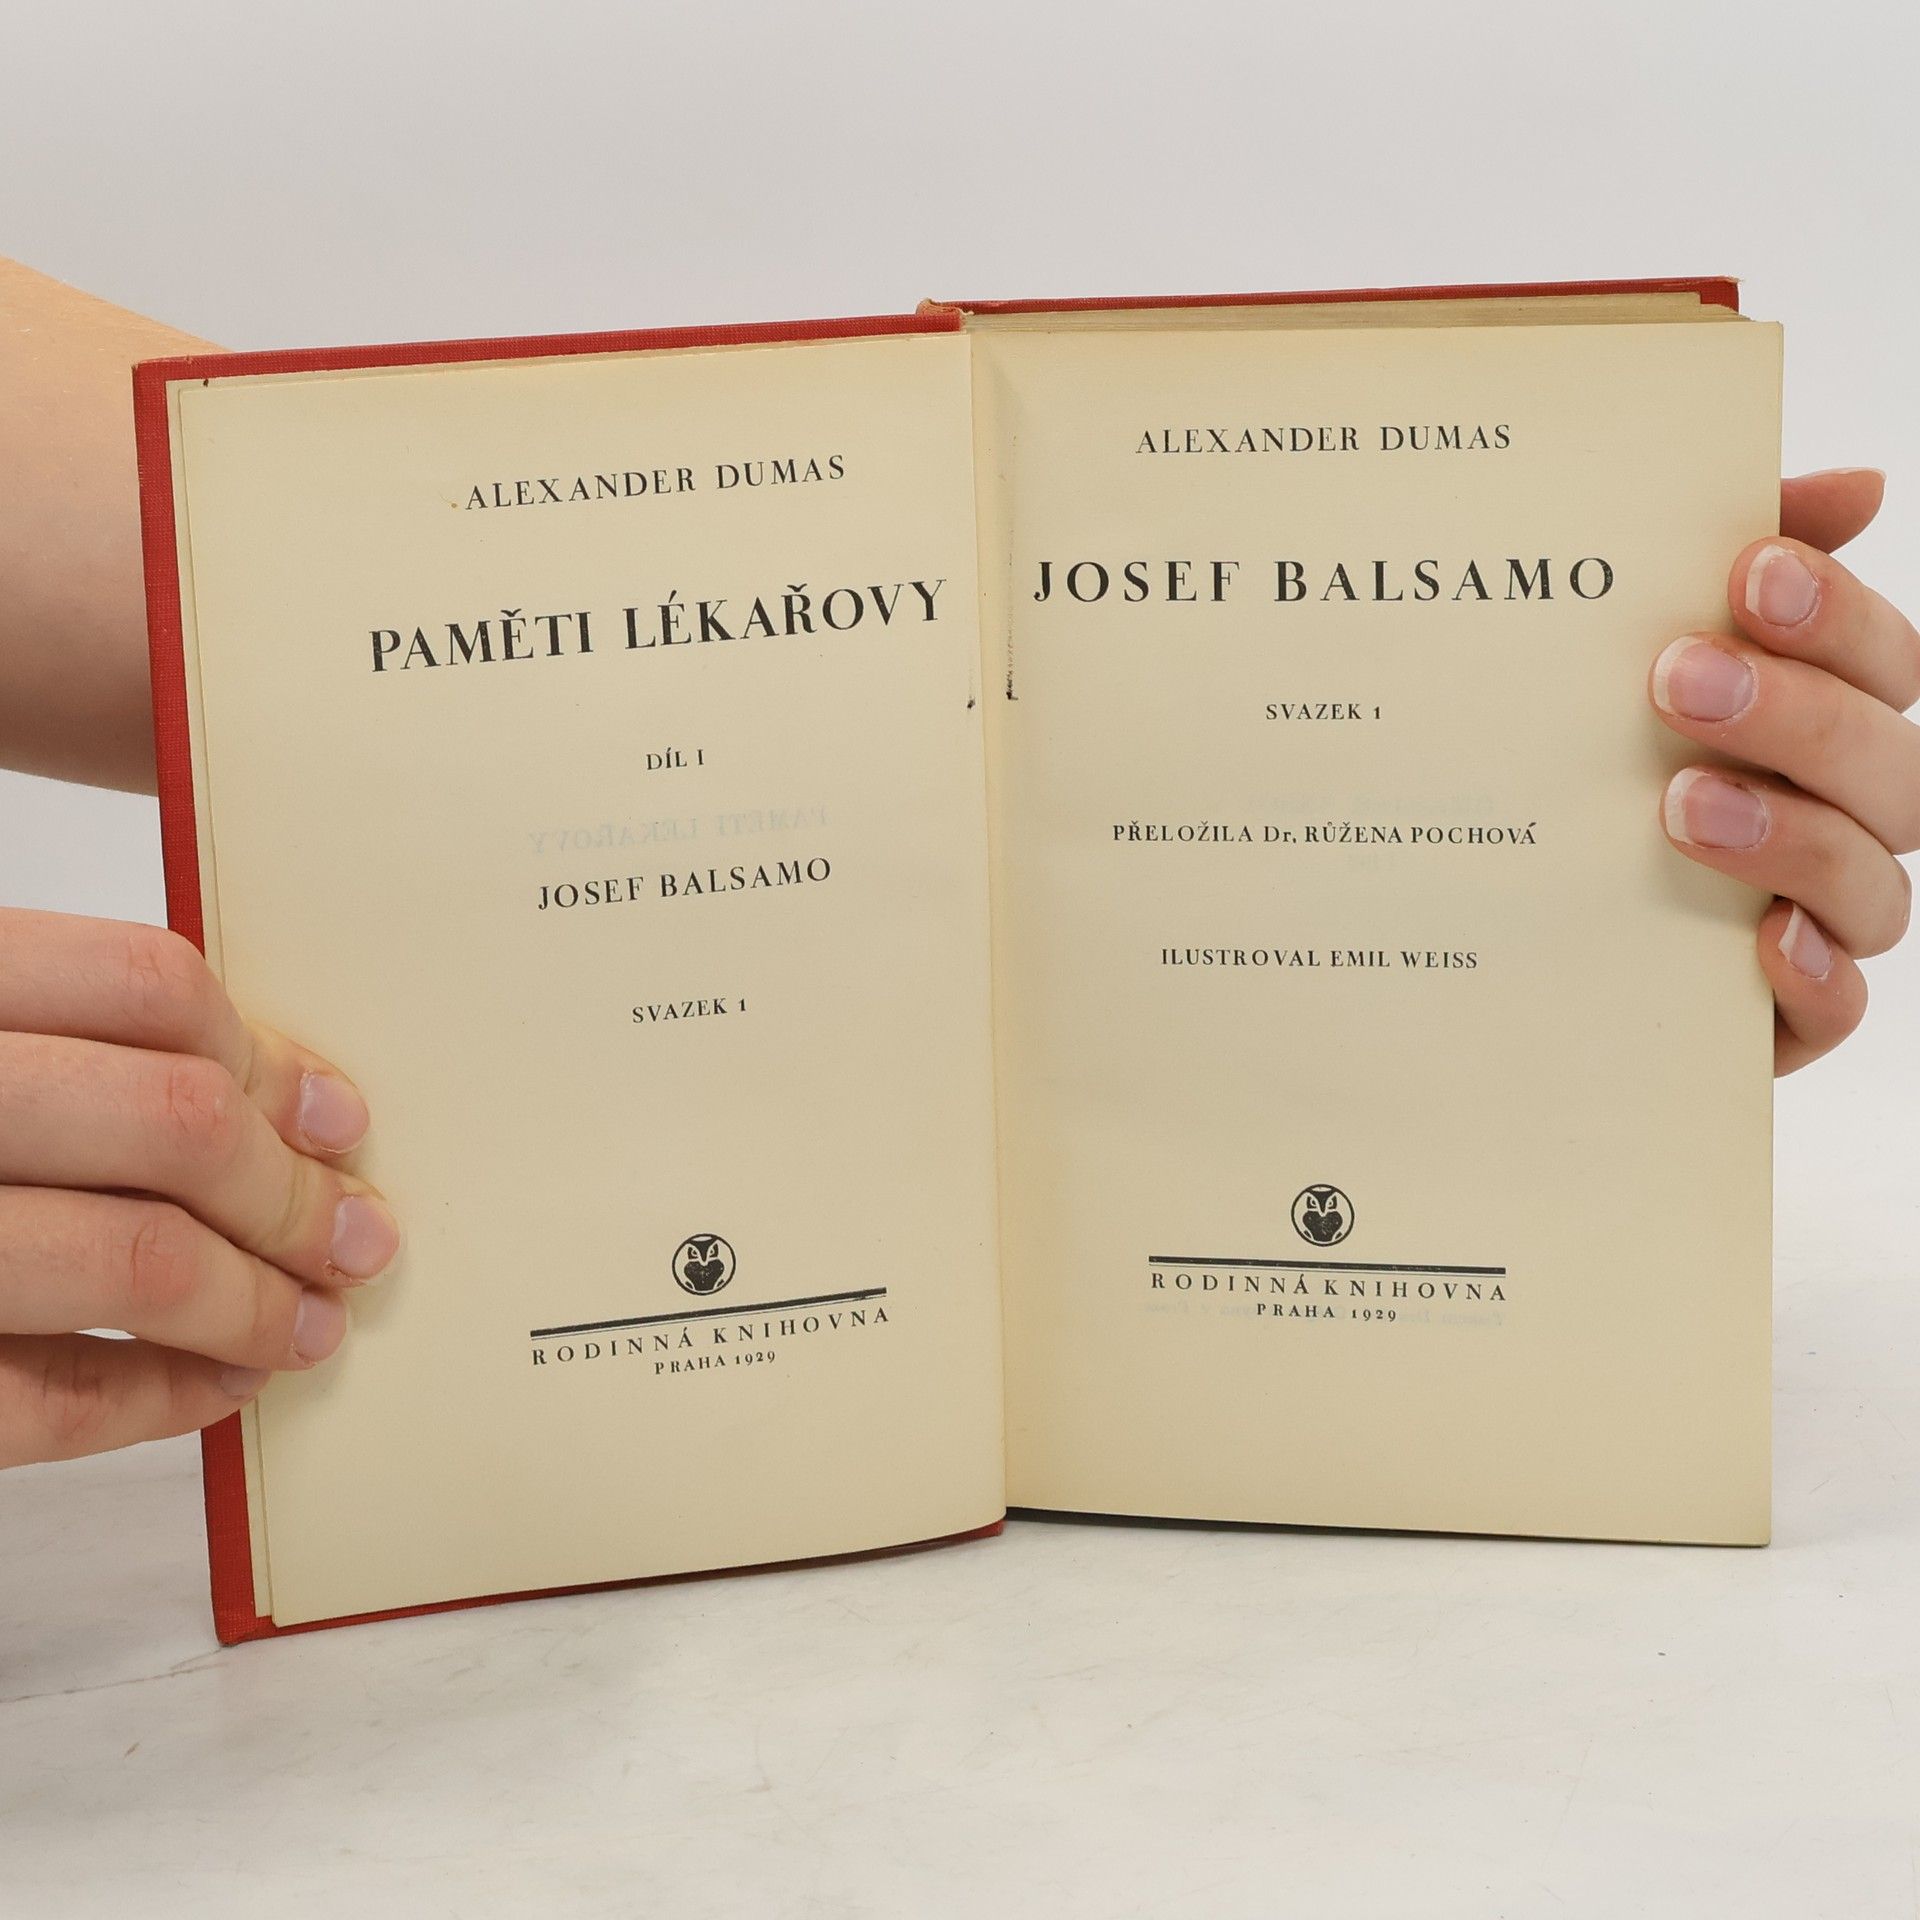 ALEXANDER DUMAS
PAMĚTI LÉKAŘOVY
DÍL I
JOSEF BALSAMO
SVAZEK 1
RODINNÁ KNIHOVNA
PRAHA 1929
ALEXANDER DUMAS
JOSEF BALSAMO
SVAZEK 1
PŘELOŽILA Dr. RŮŽENA POCHOVÁ
ILUSTROVAL EMIL WEISS
RODINNÁ KNIHOVNA
PRAHA 1929